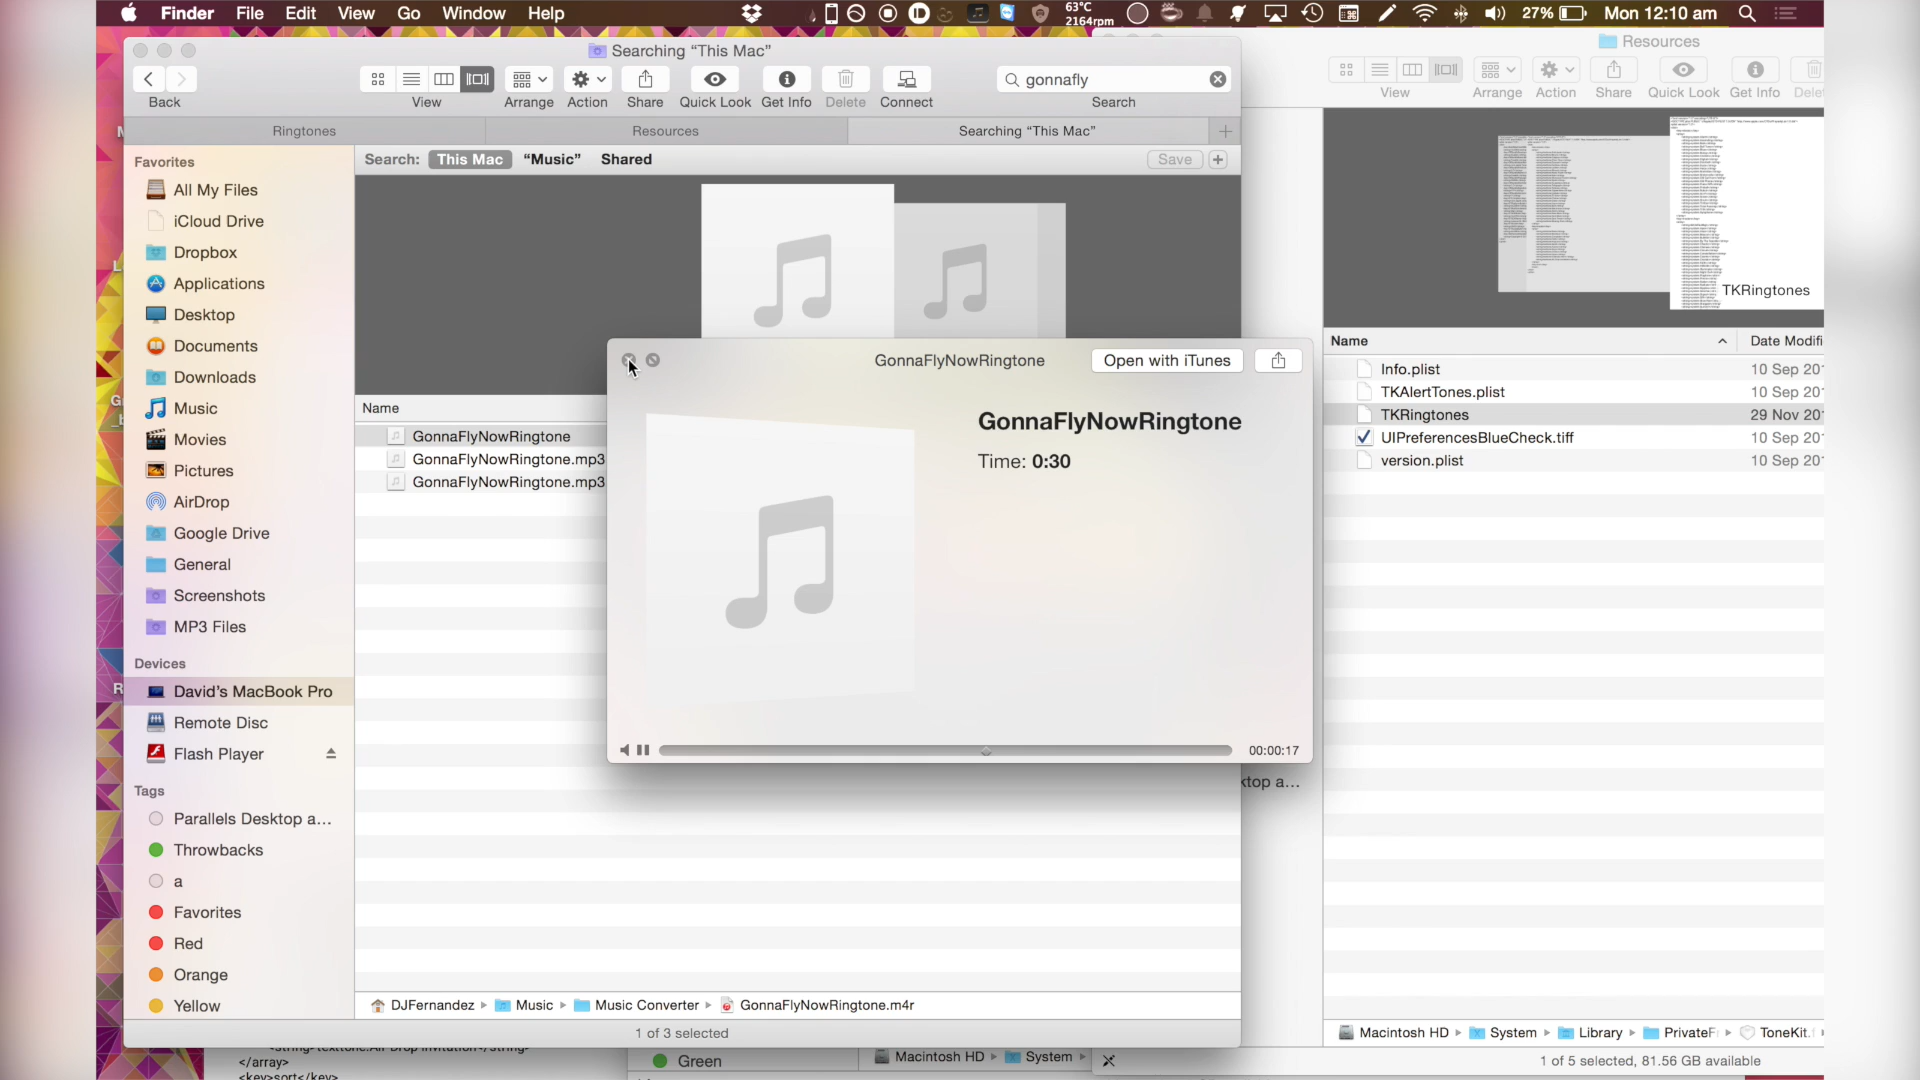 Finder File Edit View Go Window Help 63°C 2164rpm 27% Mon 12:10 am
Searching “This Mac”
gonnafly
Back View Arrange Action Share Quick Look Get Info Delete Connect Search
Ringtones Resources Searching “This Mac”
Search: This Mac “Music” Shared Save
Favorites
All My Files
iCloud Drive
Dropbox
Applications
Desktop
Documents
Downloads
Music
Movies
Pictures
AirDrop
Google Drive
General
Screenshots
MP3 Files
Devices
David’s MacBook Pro
Remote Disc
Flash Player
Tags
Parallels Desktop a…
Throwbacks
a
Favorites
Red
Orange
Yellow
Name
GonnaFlyNowRingtone
GonnaFlyNowRingtone.mp3
GonnaFlyNowRingtone.mp3
GonnaFlyNowRingtone Open with iTunes
GonnaFlyNowRingtone
Time: 0:30
00:00:17
ktop a…
DJFernandez Music Music Converter GonnaFlyNowRingtone.m4r
1 of 3 selected
</array>
<key>sort</key>
Green
Macintosh HD System
Resources
View Arrange Action Share Quick Look Get Info Delet
TKRingtones
Name Date Modifi
Info.plist 10 Sep 201
TKAlertTones.plist 10 Sep 201
TKRingtones 29 Nov 201
UIPreferencesBlueCheck.tiff 10 Sep 201
version.plist 10 Sep 201
Macintosh HD System Library PrivateF ToneKit.f
1 of 5 selected, 81.56 GB available